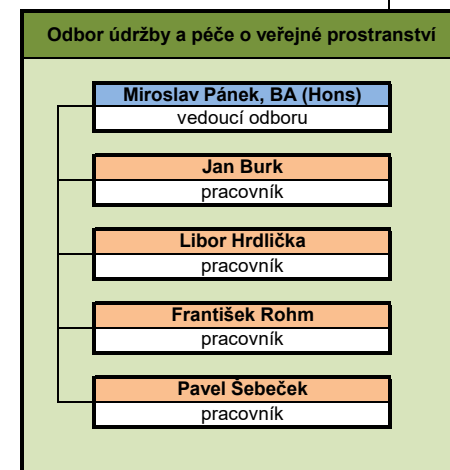 Odbor údržby a péče o veřejné prostranství
Miroslav Pánek, BA (Hons)
vedoucí odboru
Jan Burk
pracovník
Libor Hrdlička
pracovník
František Rohm
pracovník
Pavel Šebeček
pracovník